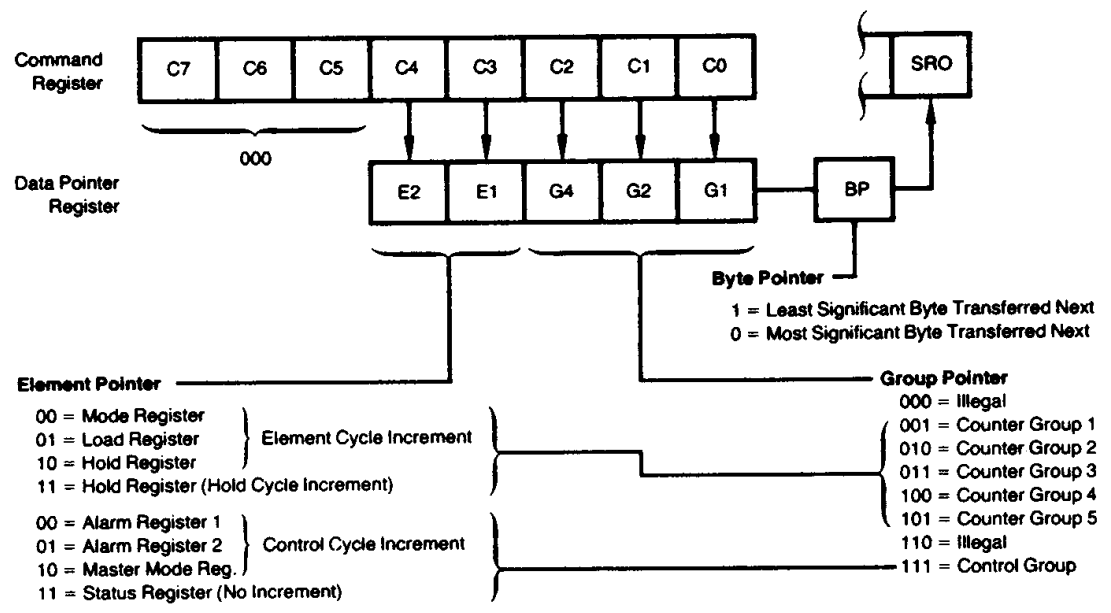 Command
Register
C7 C6 C5 C4 C3 C2 C1 C0
SRO
000
Data Pointer
Register
E2 E1 G4 G2 G1
BP
Byte Pointer
1 = Least Significant Byte Transferred Next
0 = Most Significant Byte Transferred Next
Element Pointer
00 = Mode Register
01 = Load Register
10 = Hold Register
Element Cycle Increment
11 = Hold Register (Hold Cycle Increment)
00 = Alarm Register 1
01 = Alarm Register 2
10 = Master Mode Reg.
Control Cycle Increment
11 = Status Register (No Increment)
Group Pointer
000 = Illegal
001 = Counter Group 1
010 = Counter Group 2
011 = Counter Group 3
100 = Counter Group 4
101 = Counter Group 5
110 = Illegal
111 = Control Group